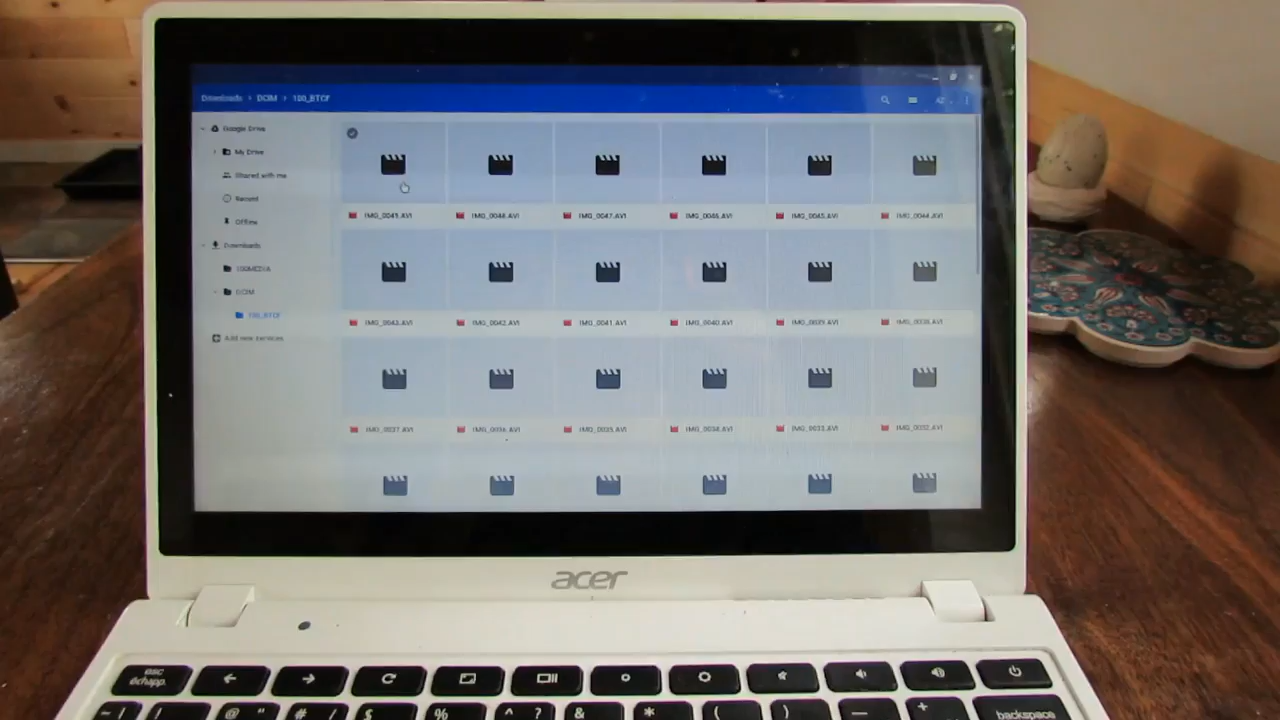 Downloads > DCIM > 100_BTCF
Google Drive
My Drive
Shared with me
Recent
Offline
Downloads
100MEDIA
DCIM
100_BTCF
Add new services
IMG_0049.AVI IMG_0048.AVI IMG_0047.AVI IMG_0046.AVI IMG_0045.AVI IMG_0044.AVI
IMG_0043.AVI IMG_0042.AVI IMG_0041.AVI IMG_0040.AVI IMG_0039.AVI IMG_0038.AVI
IMG_0037.AVI IMG_0036.AVI IMG_0035.AVI IMG_0034.AVI IMG_0033.AVI IMG_0032.AVI
acer
esc
échap.
~ ! @ " # / $ % ^ ? & * ( ) — +
backspace